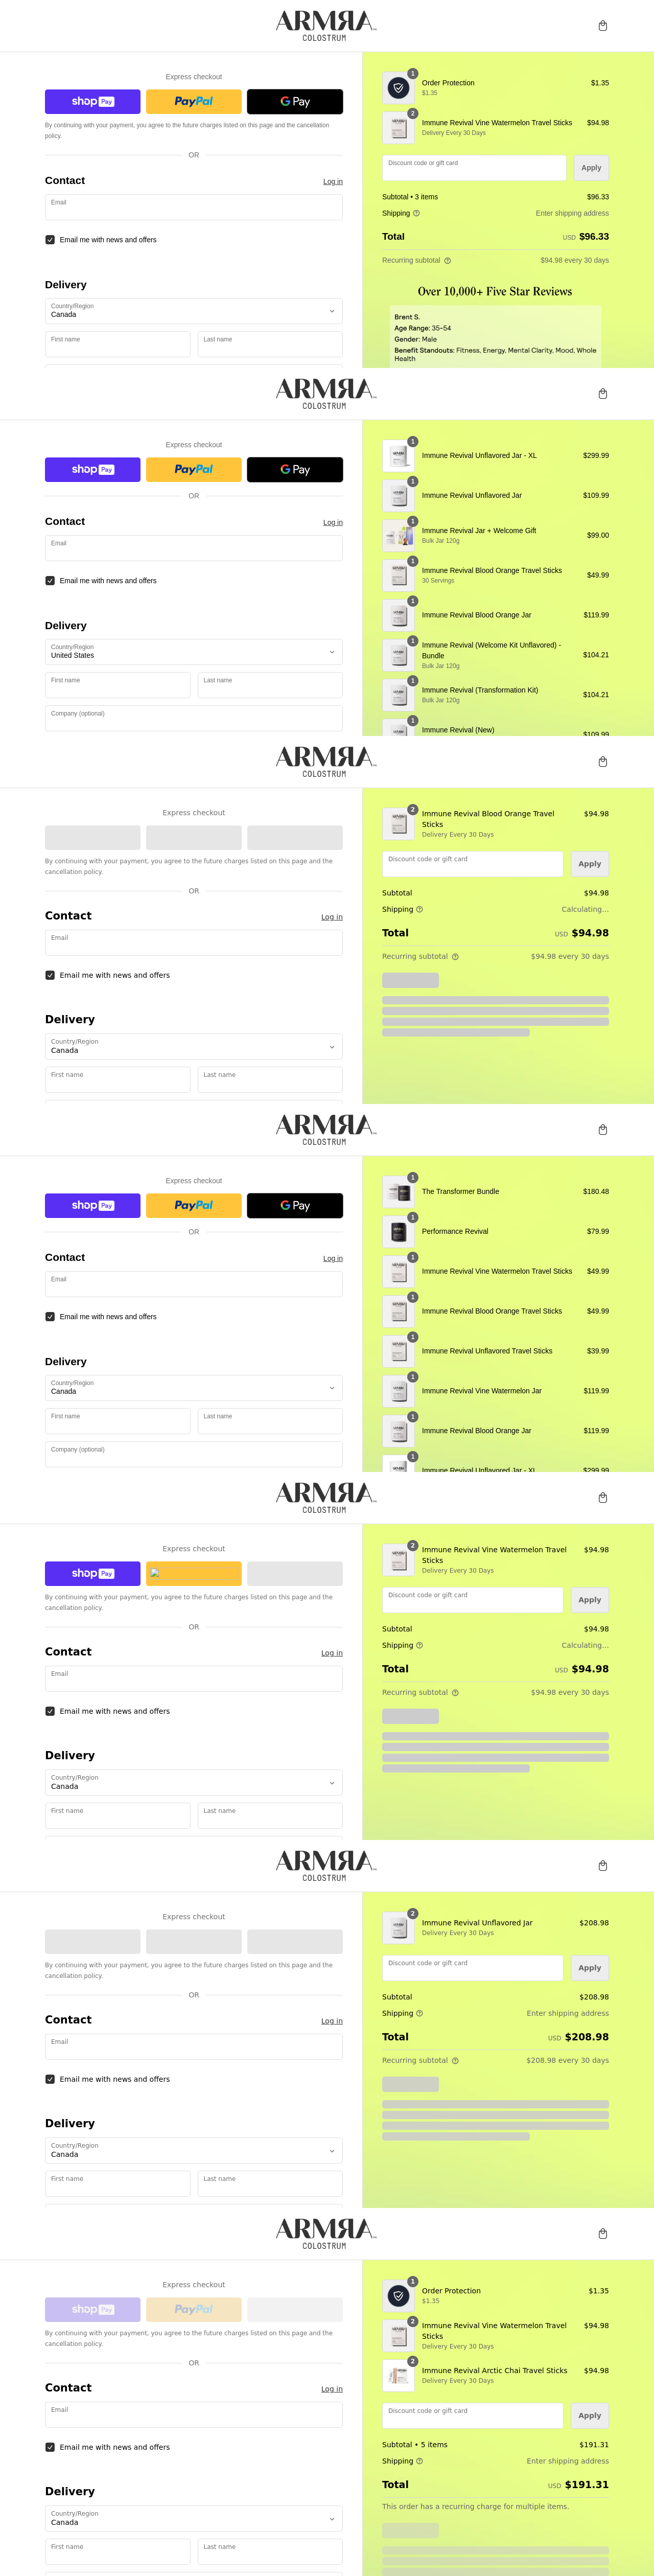 ARMRA
COLOSTRUM
Express checkout
shop Pay
PayPal
G Pay
By continuing with your payment, you agree to the future charges listed on this page and the cancellation
policy.
OR
Contact
Log in
Email
Email me with news and offers
Delivery
Country/Region
Canada
First name
Last name
1
Order Protection
$1.35
$1.35
2
Immune Revival Vine Watermelon Travel Sticks
$94.98
Delivery Every 30 Days
Discount code or gift card
Apply
Subtotal • 3 items
$96.33
Shipping
Enter shipping address
Total
USD $96.33
Recurring subtotal
$94.98 every 30 days
Over 10,000+ Five Star Reviews
Brent S.
Age Range: 35-54
Gender: Male
Benefit Standouts: Fitness, Energy, Mental Clarity, Mood, Whole
Health
ARMRA
COLOSTRUM
Express checkout
shop Pay
PayPal
G Pay
OR
Contact
Log in
Email
Email me with news and offers
Delivery
Country/Region
United States
First name
Last name
Company (optional)
1
Immune Revival Unflavored Jar - XL
$299.99
1
Immune Revival Unflavored Jar
$109.99
1
Immune Revival Jar + Welcome Gift
$99.00
Bulk Jar 120g
1
Immune Revival Blood Orange Travel Sticks
$49.99
30 Servings
1
Immune Revival Blood Orange Jar
$119.99
1
Immune Revival (Welcome Kit Unflavored) -
Bundle
$104.21
Bulk Jar 120g
1
Immune Revival (Transformation Kit)
$104.21
Bulk Jar 120g
1
Immune Revival (New)
$109.99
ARMRA
COLOSTRUM
Express checkout
By continuing with your payment, you agree to the future charges listed on this page and the
cancellation policy.
OR
Contact
Log in
Email
Email me with news and offers
Delivery
Country/Region
Canada
First name
Last name
2
Immune Revival Blood Orange Travel
Sticks
$94.98
Delivery Every 30 Days
Discount code or gift card
Apply
Subtotal
$94.98
Shipping
Calculating...
Total
USD $94.98
Recurring subtotal
$94.98 every 30 days
ARMRA
COLOSTRUM
Express checkout
shop Pay
PayPal
G Pay
OR
Contact
Log in
Email
Email me with news and offers
Delivery
Country/Region
Canada
First name
Last name
Company (optional)
1
The Transformer Bundle
$180.48
1
Performance Revival
$79.99
1
Immune Revival Vine Watermelon Travel Sticks
$49.99
1
Immune Revival Blood Orange Travel Sticks
$49.99
1
Immune Revival Unflavored Travel Sticks
$39.99
1
Immune Revival Vine Watermelon Jar
$119.99
1
Immune Revival Blood Orange Jar
$119.99
1
Immune Revival Unflavored Jar - XL
$299.99
ARMRA
COLOSTRUM
Express checkout
shop Pay
By continuing with your payment, you agree to the future charges listed on this page and the
cancellation policy.
OR
Contact
Log in
Email
Email me with news and offers
Delivery
Country/Region
Canada
First name
Last name
2
Immune Revival Vine Watermelon Travel
Sticks
$94.98
Delivery Every 30 Days
Discount code or gift card
Apply
Subtotal
$94.98
Shipping
Calculating...
Total
USD $94.98
Recurring subtotal
$94.98 every 30 days
ARMRA
COLOSTRUM
Express checkout
By continuing with your payment, you agree to the future charges listed on this page and the
cancellation policy.
OR
Contact
Log in
Email
Email me with news and offers
Delivery
Country/Region
Canada
First name
Last name
2
Immune Revival Unflavored Jar
$208.98
Delivery Every 30 Days
Discount code or gift card
Apply
Subtotal
$208.98
Shipping
Enter shipping address
Total
USD $208.98
Recurring subtotal
$208.98 every 30 days
ARMRA
COLOSTRUM
Express checkout
shop Pay
PayPal
By continuing with your payment, you agree to the future charges listed on this page and the
cancellation policy.
OR
Contact
Log in
Email
Email me with news and offers
Delivery
Country/Region
Canada
First name
Last name
1
Order Protection
$1.35
$1.35
2
Immune Revival Vine Watermelon Travel
Sticks
$94.98
Delivery Every 30 Days
2
Immune Revival Arctic Chai Travel Sticks
$94.98
Delivery Every 30 Days
Discount code or gift card
Apply
Subtotal • 5 items
$191.31
Shipping
Enter shipping address
Total
USD $191.31
This order has a recurring charge for multiple items.